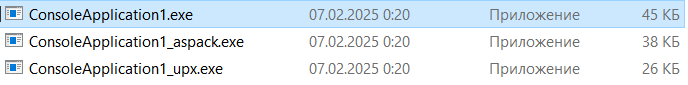 ConsoleApplication1.exe 07.02.2025 0:20 Приложение 45 КБ
ConsoleApplication1_aspack.exe 07.02.2025 0:20 Приложение 38 КБ
ConsoleApplication1_upx.exe 07.02.2025 0:20 Приложение 26 КБ